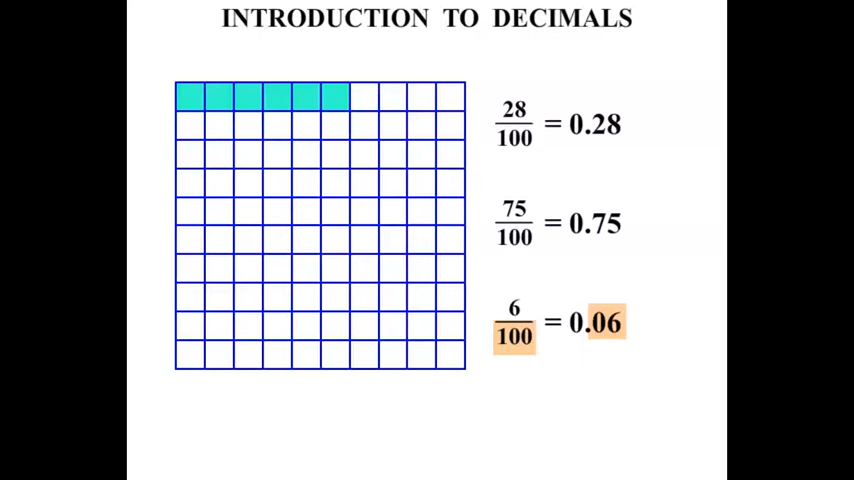 INTRODUCTION TO DECIMALS
28/100 = 0.28
75/100 = 0.75
6/100 = 0.06